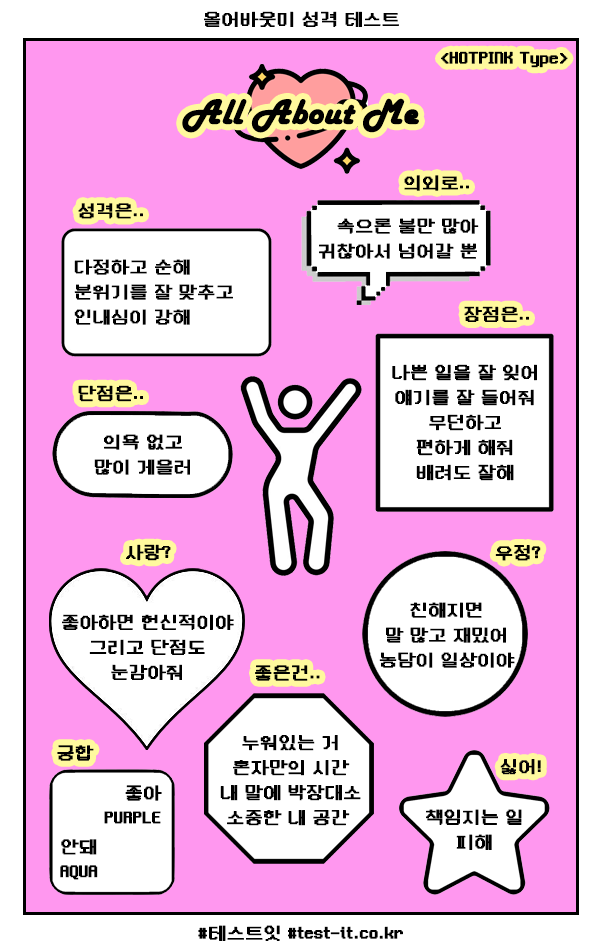 올어바웃미 성격 테스트
<HOTPINK Type>
All About Me
의외로..
속으론 불만 많아
귀찮아서 넘어갈 뿐
성격은..
다정하고 순해
분위기를 잘 맞추고
인내심이 강해
장점은..
나쁜 일을 잘 잊어
얘기를 잘 들어줘
무던하고
편하게 해줘
배려도 잘해
단점은..
의욕 없고
많이 게을러
사랑?
좋아하면 헌신적이야
그리고 단점도
눈감아줘
우정?
친해지면
말 많고 재밌어
농담이 일상이야
좋은건..
누워있는 거
혼자만의 시간
내 말에 박장대소
소중한 내 공간
궁합
좋아
PURPLE
안돼
AQUA
싫어!
책임지는 일
피해
#테스트잇 #test-it.co.kr